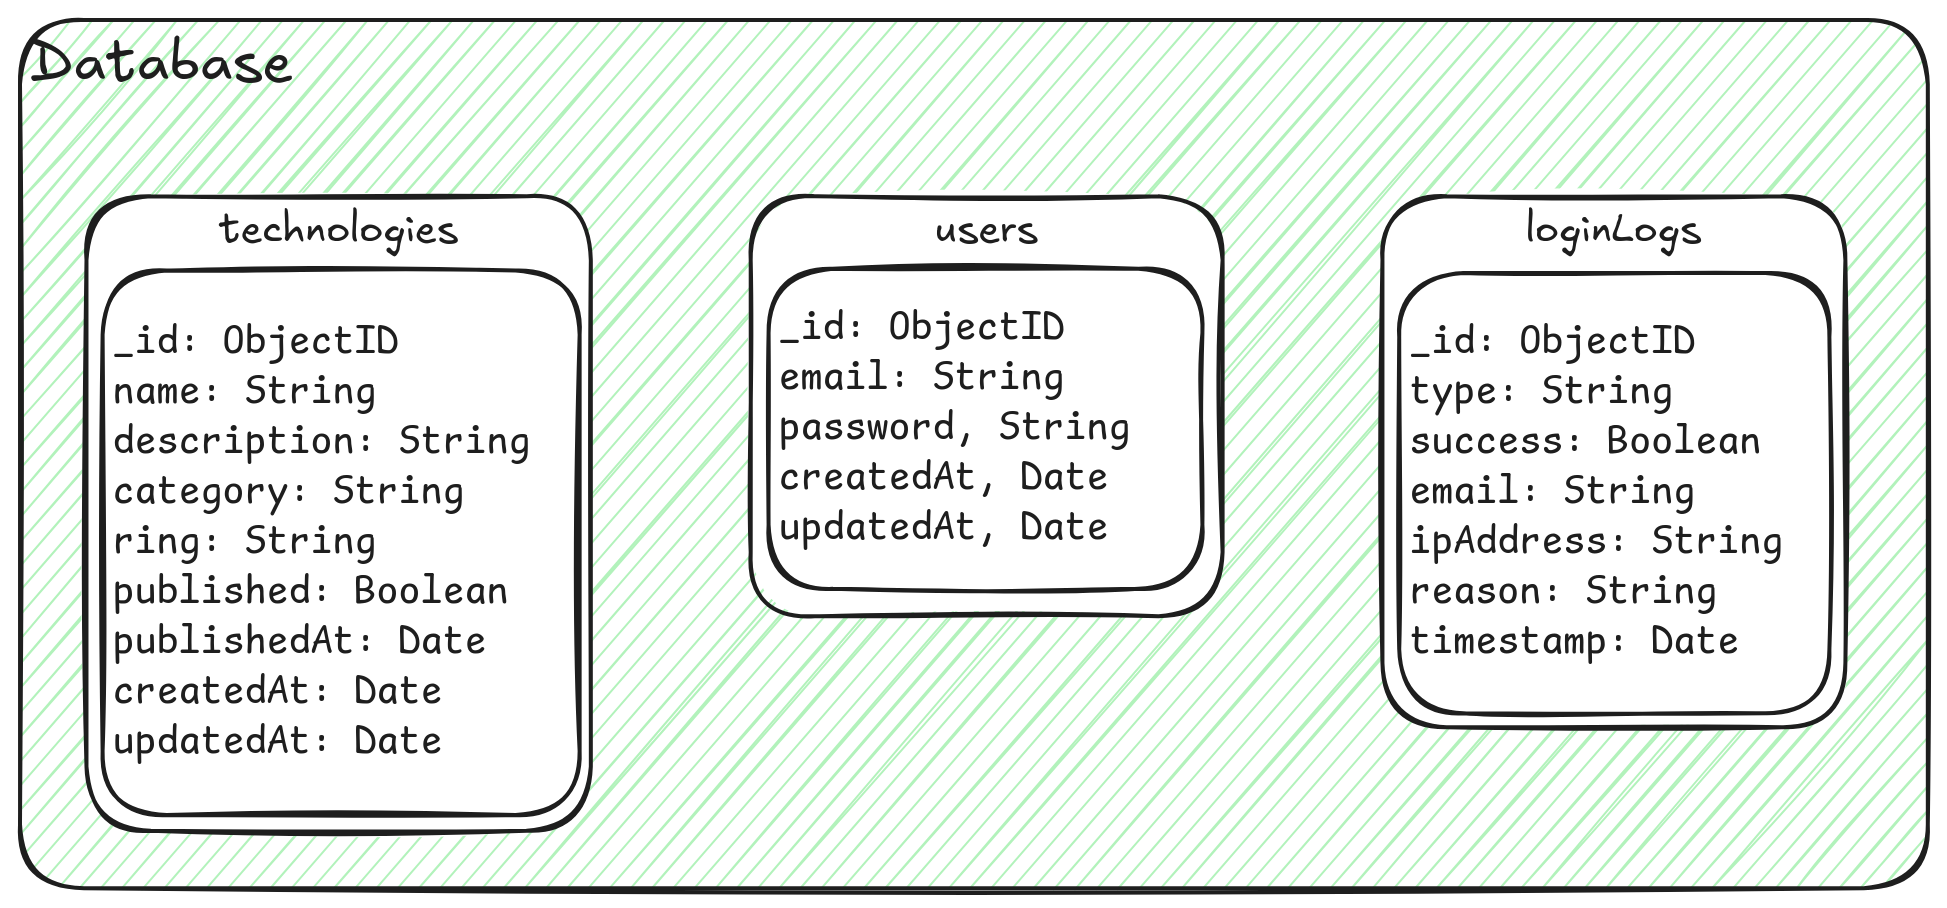 Database
technologies
_id: ObjectID
name: String
description: String
category: String
ring: String
published: Boolean
publishedAt: Date
createdAt: Date
updatedAt: Date
users
_id: ObjectID
email: String
password, String
createdAt, Date
updatedAt, Date
loginLogs
_id: ObjectID
type: String
success: Boolean
email: String
ipAddress: String
reason: String
timestamp: Date